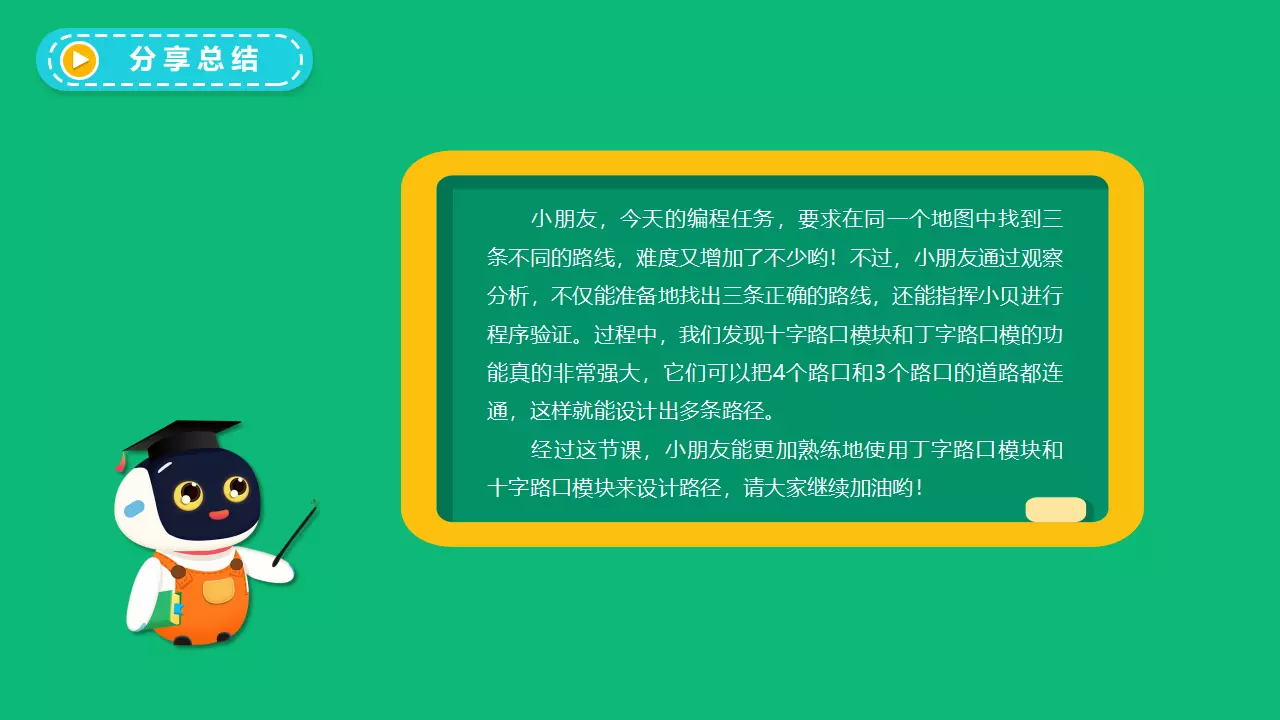 分享总结
小朋友，今天的编程任务，要求在同一个地图中找到三
条不同的路线，难度又增加了不少哟！不过，小朋友通过观察
分析，不仅能准备地找出三条正确的路线，还能指挥小贝进行
程序验证。过程中，我们发现十字路口模块和丁字路口模的功
能真的非常强大，它们可以把4个路口和3个路口的道路都连
通，这样就能设计出多条路径。
经过这节课，小朋友能更加熟练地使用丁字路口模块和
十字路口模块来设计路径，请大家继续加油哟！